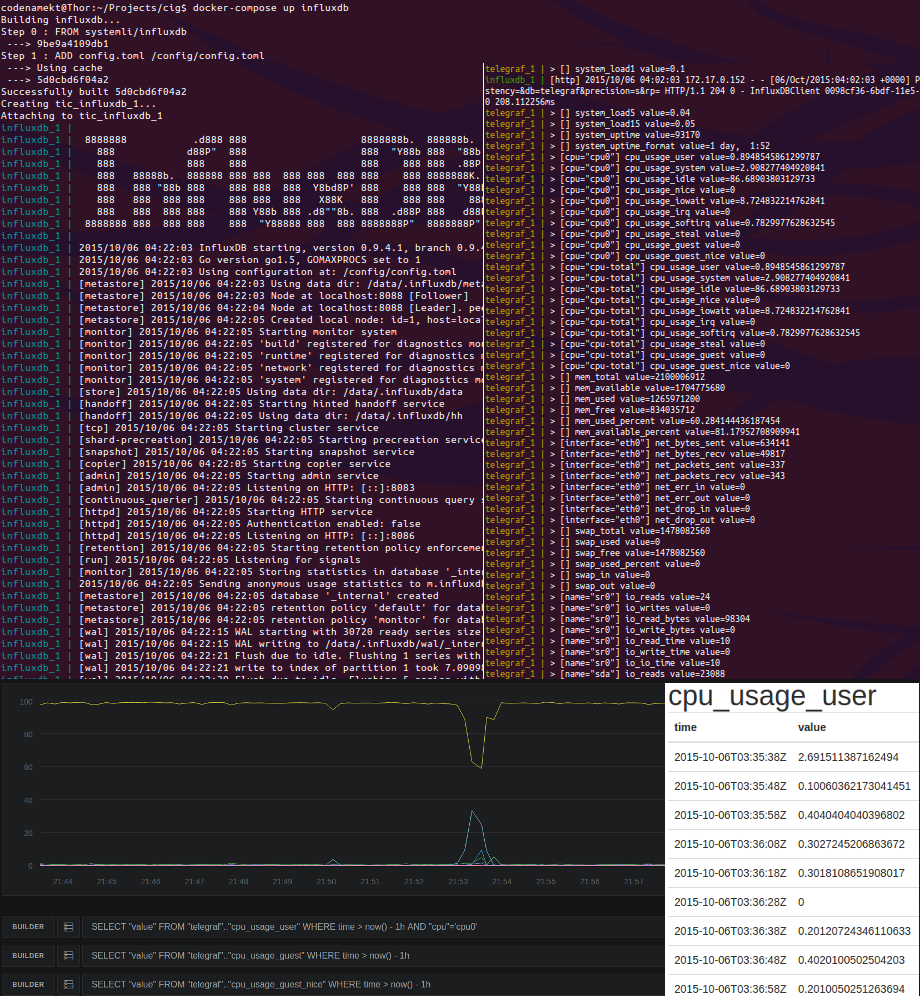 codenamekt@Thor:~/Projects/cig$ docker-compose up influxdb
Building influxdb...
Step 0 : FROM systemli/influxdb
 ---> 9be9a4109db1
Step 1 : ADD config.toml /config/config.toml
 ---> Using cache
 ---> 5d0cbd6f04a2
Successfully built 5d0cbd6f04a2
Creating tic_influxdb_1...
Attaching to tic_influxdb_1
influxdb_1 |
influxdb_1 |  8888888           .d888 888                   8888888b.  888888b.
influxdb_1 |    888            d88P"  888                   888  "Y88b 888  "88b
influxdb_1 |    888            888    888                   888    888 888  .88P
influxdb_1 |    888   88888b.  888888 888 888  888 888  888 888    888 8888888K.
influxdb_1 |    888   888 "88b 888    888 888  888  Y8bd8P' 888    888 888  "Y88
influxdb_1 |    888   888  888 888    888 888  888   X88K   888    888 888    88
influxdb_1 |    888   888  888 888    888 Y88b 888 .d8""8b. 888  .d88P 888   d88
influxdb_1 |  8888888 888  888 888    888  "Y88888 888  888 8888888P"  8888888P"
influxdb_1 |
influxdb_1 | 2015/10/06 04:22:03 InfluxDB starting, version 0.9.4.1, branch 0.9.4
influxdb_1 | 2015/10/06 04:22:03 Go version go1.5, GOMAXPROCS set to 1
influxdb_1 | 2015/10/06 04:22:03 Using configuration at: /config/config.toml
influxdb_1 | [metastore] 2015/10/06 04:22:03 Using data dir: /data/.influxdb/meta
influxdb_1 | [metastore] 2015/10/06 04:22:03 Node at localhost:8088 [Follower]
influxdb_1 | [metastore] 2015/10/06 04:22:04 Node at localhost:8088 [Leader]. pee
influxdb_1 | [metastore] 2015/10/06 04:22:05 Created local node: id=1, host=local
influxdb_1 | [monitor] 2015/10/06 04:22:05 Starting monitor system
influxdb_1 | [monitor] 2015/10/06 04:22:05 'build' registered for diagnostics mon
influxdb_1 | [monitor] 2015/10/06 04:22:05 'runtime' registered for diagnostics m
influxdb_1 | [monitor] 2015/10/06 04:22:05 'network' registered for diagnostics m
influxdb_1 | [monitor] 2015/10/06 04:22:05 'system' registered for diagnostics mo
influxdb_1 | [store] 2015/10/06 04:22:05 Using data dir: /data/.influxdb/data
influxdb_1 | [handoff] 2015/10/06 04:22:05 Starting hinted handoff service
influxdb_1 | [handoff] 2015/10/06 04:22:05 Using data dir: /data/.influxdb/hh
influxdb_1 | [tcp] 2015/10/06 04:22:05 Starting cluster service
influxdb_1 | [shard-precreation] 2015/10/06 04:22:05 Starting precreation service
influxdb_1 | [snapshot] 2015/10/06 04:22:05 Starting snapshot service
influxdb_1 | [copier] 2015/10/06 04:22:05 Starting copier service
influxdb_1 | [admin] 2015/10/06 04:22:05 Starting admin service
influxdb_1 | [admin] 2015/10/06 04:22:05 Listening on HTTP: [::]:8083
influxdb_1 | [continuous_querier] 2015/10/06 04:22:05 Starting continuous query s
influxdb_1 | [httpd] 2015/10/06 04:22:05 Starting HTTP service
influxdb_1 | [httpd] 2015/10/06 04:22:05 Authentication enabled: false
influxdb_1 | [httpd] 2015/10/06 04:22:05 Listening on HTTP: [::]:8086
influxdb_1 | [retention] 2015/10/06 04:22:05 Starting retention policy enforcemen
influxdb_1 | [run] 2015/10/06 04:22:05 Listening for signals
influxdb_1 | [monitor] 2015/10/06 04:22:05 Storing statistics in database '_inter
influxdb_1 | 2015/10/06 04:22:05 Sending anonymous usage statistics to m.influxdb
influxdb_1 | [metastore] 2015/10/06 04:22:05 database '_internal' created
influxdb_1 | [metastore] 2015/10/06 04:22:05 retention policy 'default' for datab
influxdb_1 | [metastore] 2015/10/06 04:22:05 retention policy 'monitor' for datab
influxdb_1 | [wal] 2015/10/06 04:22:15 WAL starting with 30720 ready series size,
influxdb_1 | [wal] 2015/10/06 04:22:15 WAL writing to /data/.influxdb/wal/_intern
influxdb_1 | [wal] 2015/10/06 04:22:21 Flush due to idle. Flushing 1 series with
influxdb_1 | [wal] 2015/10/06 04:22:21 write to index of partition 1 took 7.0909
telegraf_1 | > [] system_load1 value=0.1
influxdb_1 | [http] 2015/10/06 04:02:03 172.17.0.152 - - [06/Oct/2015:04:02:03 +0000] P
stency=&db=telegraf&precision=s&rp= HTTP/1.1 204 0 - InfluxDBClient 0098cf36-6bdf-11e5-
0 208.112256ms
telegraf_1 | > [] system_load5 value=0.04
telegraf_1 | > [] system_load15 value=0.05
telegraf_1 | > [] system_uptime value=93170
telegraf_1 | > [] system_uptime_format value=1 day,  1:52
telegraf_1 | > [cpu="cpu0"] cpu_usage_user value=0.8948545861299787
telegraf_1 | > [cpu="cpu0"] cpu_usage_system value=2.908277404920841
telegraf_1 | > [cpu="cpu0"] cpu_usage_idle value=86.68903803129733
telegraf_1 | > [cpu="cpu0"] cpu_usage_nice value=0
telegraf_1 | > [cpu="cpu0"] cpu_usage_iowait value=8.724832214762841
telegraf_1 | > [cpu="cpu0"] cpu_usage_irq value=0
telegraf_1 | > [cpu="cpu0"] cpu_usage_softirq value=0.7829977628632545
telegraf_1 | > [cpu="cpu0"] cpu_usage_steal value=0
telegraf_1 | > [cpu="cpu0"] cpu_usage_guest value=0
telegraf_1 | > [cpu="cpu0"] cpu_usage_guest_nice value=0
telegraf_1 | > [cpu="cpu-total"] cpu_usage_user value=0.8948545861299787
telegraf_1 | > [cpu="cpu-total"] cpu_usage_system value=2.908277404920841
telegraf_1 | > [cpu="cpu-total"] cpu_usage_idle value=86.68903803129733
telegraf_1 | > [cpu="cpu-total"] cpu_usage_nice value=0
telegraf_1 | > [cpu="cpu-total"] cpu_usage_iowait value=8.724832214762841
telegraf_1 | > [cpu="cpu-total"] cpu_usage_irq value=0
telegraf_1 | > [cpu="cpu-total"] cpu_usage_softirq value=0.7829977628632545
telegraf_1 | > [cpu="cpu-total"] cpu_usage_steal value=0
telegraf_1 | > [cpu="cpu-total"] cpu_usage_guest value=0
telegraf_1 | > [cpu="cpu-total"] cpu_usage_guest_nice value=0
telegraf_1 | > [] mem_total value=2100006912
telegraf_1 | > [] mem_available value=1704775680
telegraf_1 | > [] mem_used value=1265971200
telegraf_1 | > [] mem_free value=834035712
telegraf_1 | > [] mem_used_percent value=60.284144436187454
telegraf_1 | > [] mem_available_percent value=81.17952708909941
telegraf_1 | > [interface="eth0"] net_bytes_sent value=634141
telegraf_1 | > [interface="eth0"] net_bytes_recv value=49817
telegraf_1 | > [interface="eth0"] net_packets_sent value=337
telegraf_1 | > [interface="eth0"] net_packets_recv value=343
telegraf_1 | > [interface="eth0"] net_err_in value=0
telegraf_1 | > [interface="eth0"] net_err_out value=0
telegraf_1 | > [interface="eth0"] net_drop_in value=0
telegraf_1 | > [interface="eth0"] net_drop_out value=0
telegraf_1 | > [] swap_total value=1478082560
telegraf_1 | > [] swap_used value=0
telegraf_1 | > [] swap_free value=1478082560
telegraf_1 | > [] swap_used_percent value=0
telegraf_1 | > [] swap_in value=0
telegraf_1 | > [] swap_out value=0
telegraf_1 | > [name="sr0"] io_reads value=24
telegraf_1 | > [name="sr0"] io_writes value=0
telegraf_1 | > [name="sr0"] io_read_bytes value=98304
telegraf_1 | > [name="sr0"] io_write_bytes value=0
telegraf_1 | > [name="sr0"] io_read_time value=10
telegraf_1 | > [name="sr0"] io_write_time value=0
telegraf_1 | > [name="sr0"] io_io_time value=10
telegraf_1 | > [name="sda"] io_reads value=23088
100
80
60
40
20
0
21:44 21:45 21:46 21:47 21:48 21:49 21:50 21:51 21:52 21:53 21:54 21:55 21:56 21:57
BUILDER SELECT "value" FROM "telegraf".."cpu_usage_user" WHERE time > now() - 1h AND "cpu"='cpu0'
BUILDER SELECT "value" FROM "telegraf".."cpu_usage_guest" WHERE time > now() - 1h
BUILDER SELECT "value" FROM "telegraf".."cpu_usage_guest_nice" WHERE time > now() - 1h
cpu_usage_user
time value
2015-10-06T03:35:38Z 2.691511387162494
2015-10-06T03:35:48Z 0.10060362173041451
2015-10-06T03:35:58Z 0.4040404040396802
2015-10-06T03:36:08Z 0.3027245206863672
2015-10-06T03:36:18Z 0.3018108651908017
2015-10-06T03:36:28Z 0
2015-10-06T03:36:38Z 0.20120724346110633
2015-10-06T03:36:48Z 0.4020100502504203
2015-10-06T03:36:58Z 0.2010050251263694